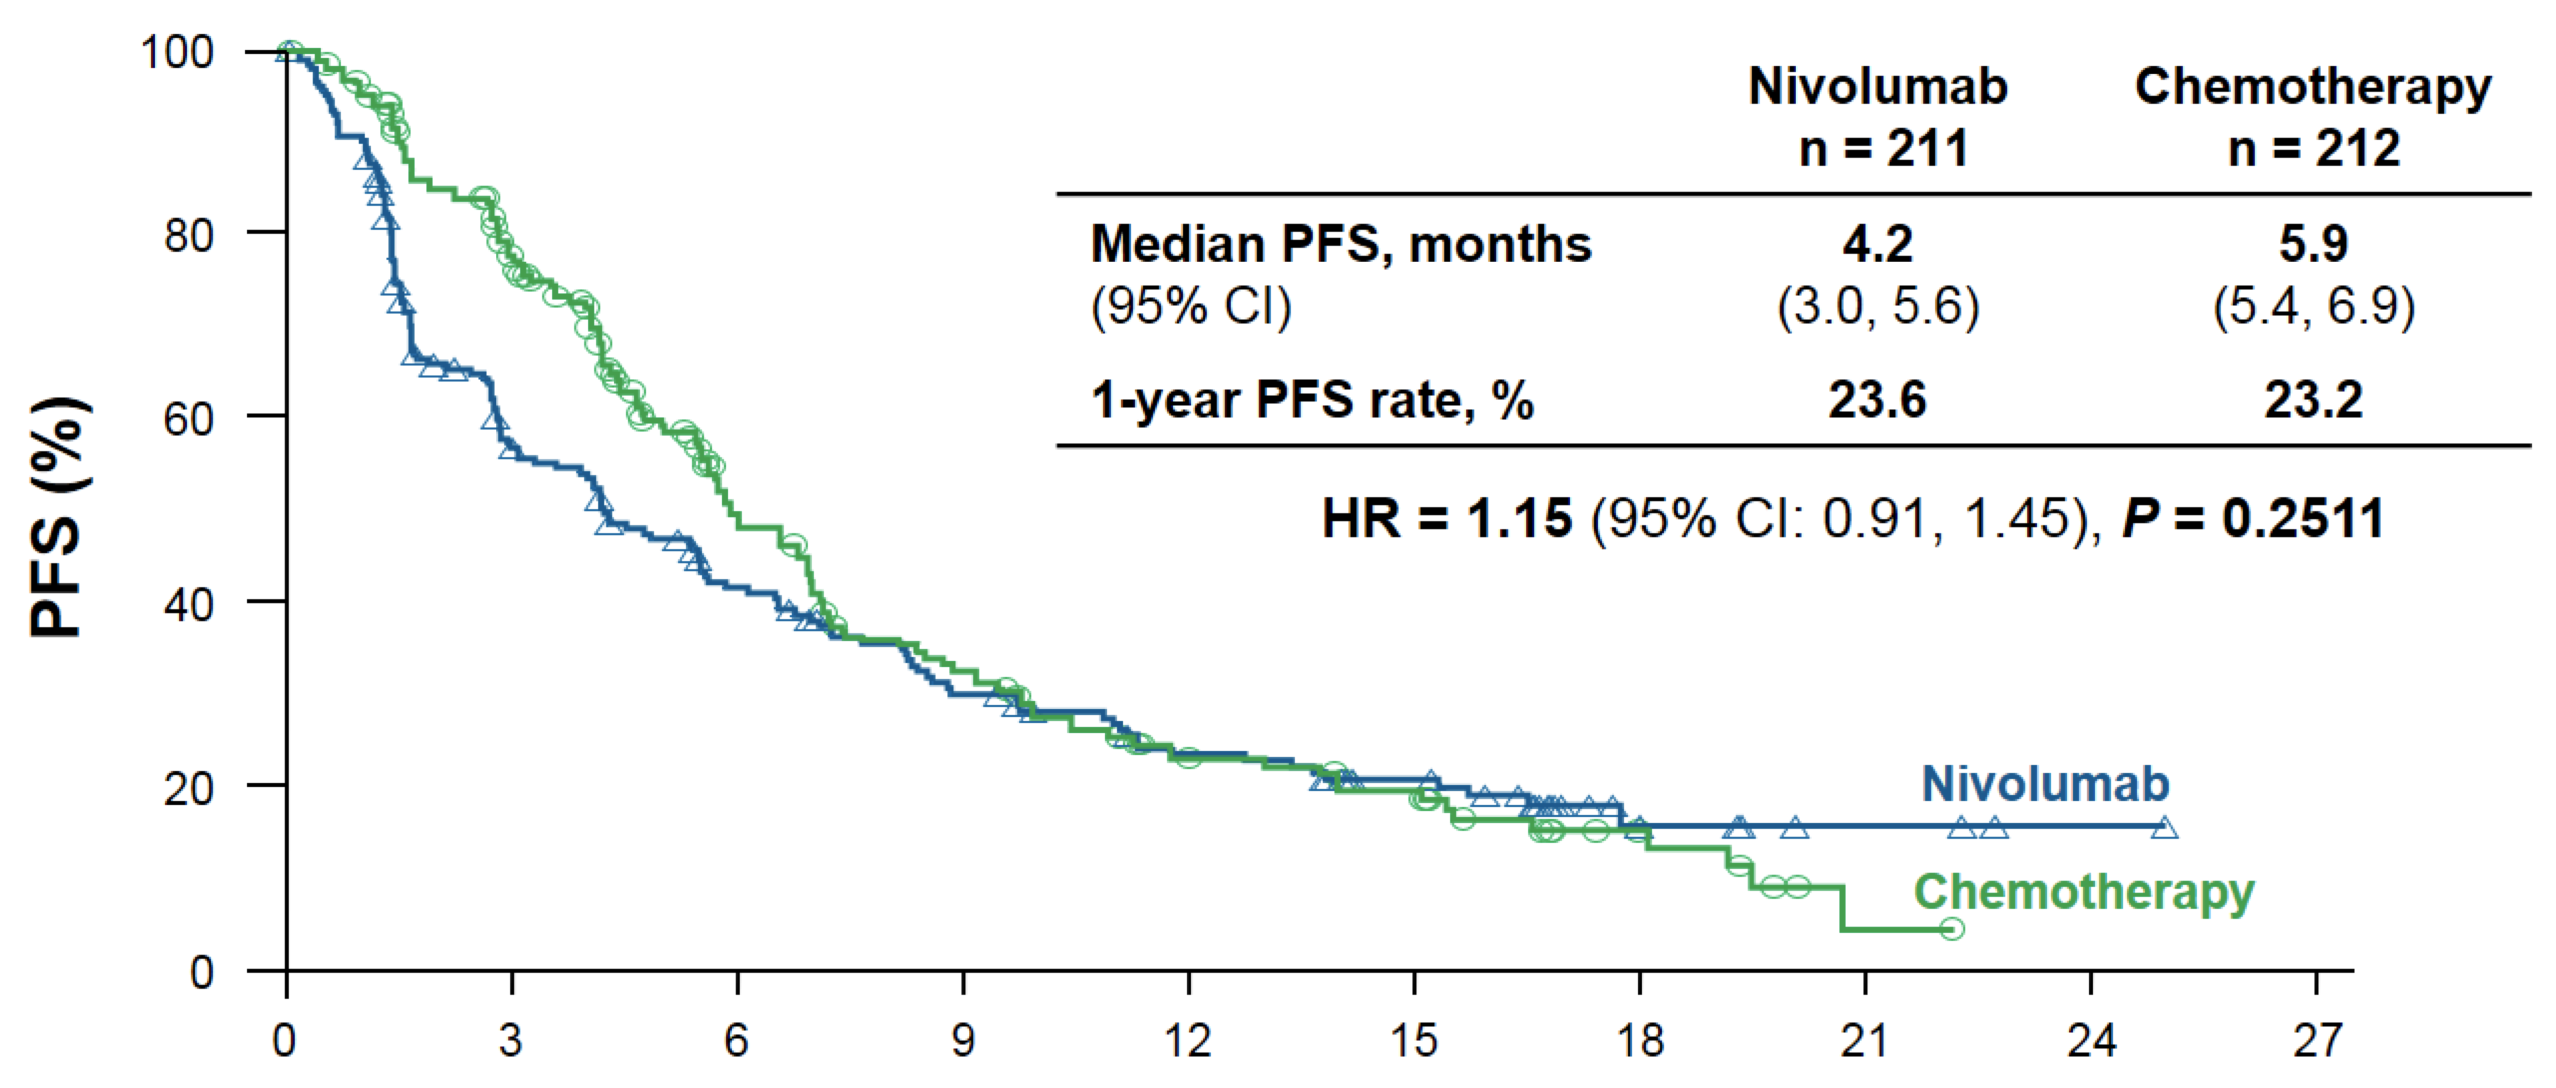 Nivolumab Chemotherapy
n = 211 n = 212
Median PFS, months 4.2 5.9
(95% CI) (3.0, 5.6) (5.4, 6.9)
1-year PFS rate, % 23.6 23.2
HR = 1.15 (95% CI: 0.91, 1.45), P = 0.2511
PFS (%)
100
80
60
40
20
0
Nivolumab
Chemotherapy
0 3 6 9 12 15 18 21 24 27